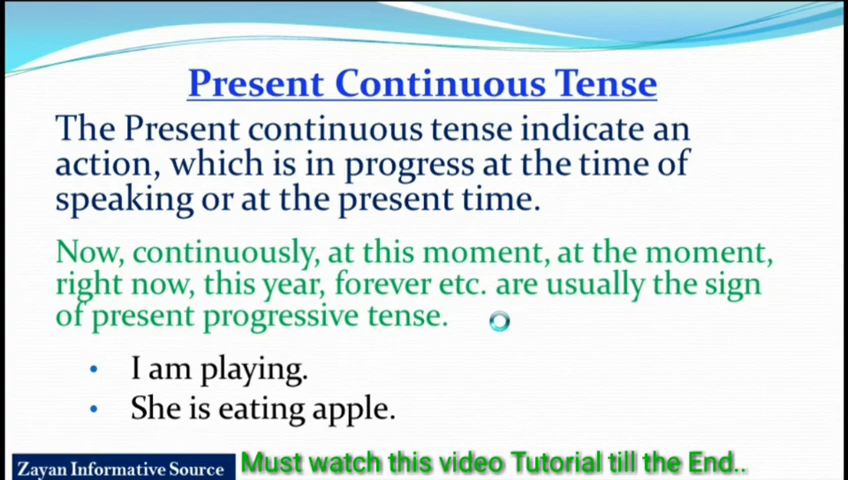 Present Continuous Tense
The Present continuous tense indicate an
action, which is in progress at the time of
speaking or at the present time.
Now, continuously, at this moment, at the moment,
right now, this year, forever etc. are usually the sign
of present progressive tense.
• I am playing.
• She is eating apple.
Zayan Informative Source
Must watch this video Tutorial till the End..